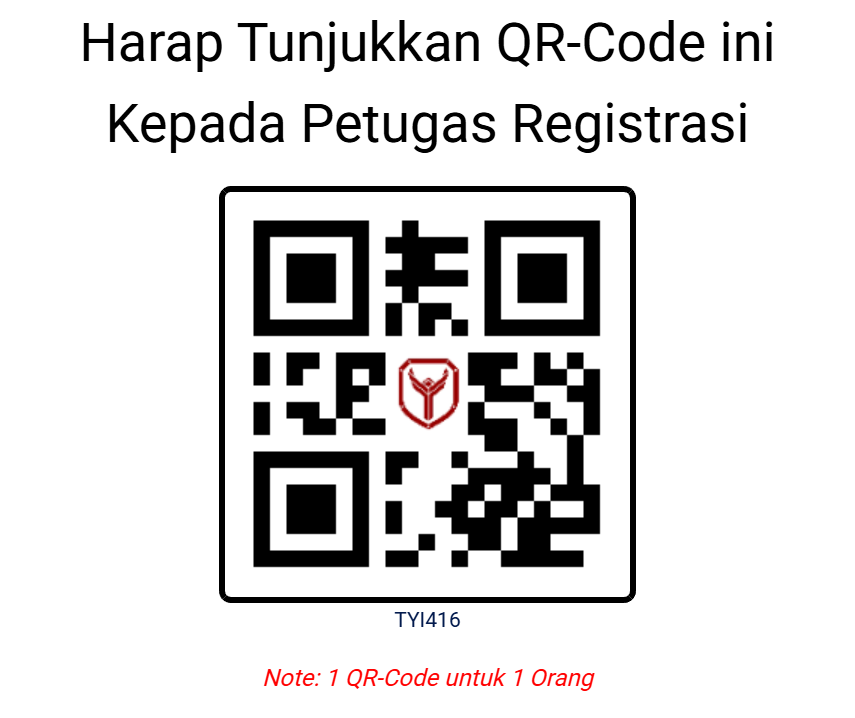 Harap Tunjukkan QR-Code ini
Kepada Petugas Registrasi
TYI416
Note: 1 QR-Code untuk 1 Orang